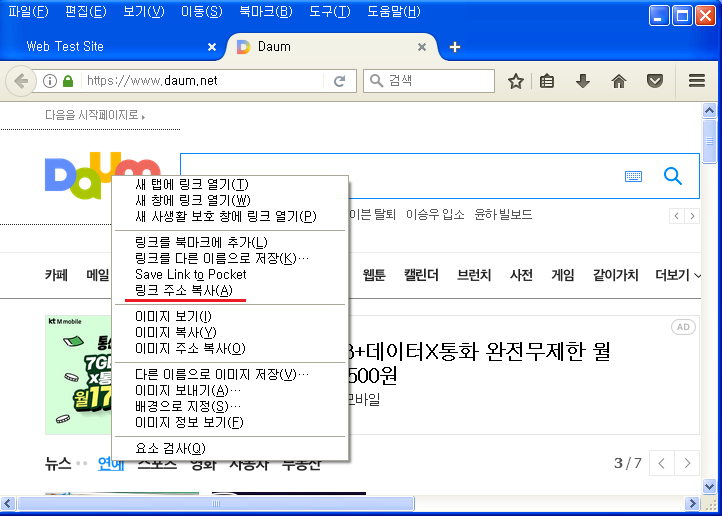 파일(F) 편집(E) 보기(V) 이동(S) 북마크(B) 도구(T) 도움말(H)
Web Test Site × Daum × +
https://www.daum.net 검색
다음을 시작페이지로
Daum
새 탭에 링크 열기(T)
새 창에 링크 열기(W)
새 사생활 보호 창에 링크 열기(P)
이븐 탈퇴 이승우 입소 윤하 빌보드
링크를 북마크에 추가(L)
링크를 다른 이름으로 저장(K)…
Save Link to Pocket
링크 주소 복사(A)
카페 메일 웹툰 캘린더 브런치 사전 게임 같이가치 더보기
이미지 보기(I)
이미지 복사(Y)
이미지 주소 복사(O)
kt M mobile
7G
월17
AD
+데이터X통화 완전무제한 월
500원
모바일
다른 이름으로 이미지 저장(V)…
이미지 보내기(A)…
배경으로 지정(S)…
이미지 정보 보기(F)
요소 검사(Q)
뉴스 연예 스포츠 영화 자동차 부동산
3 / 7